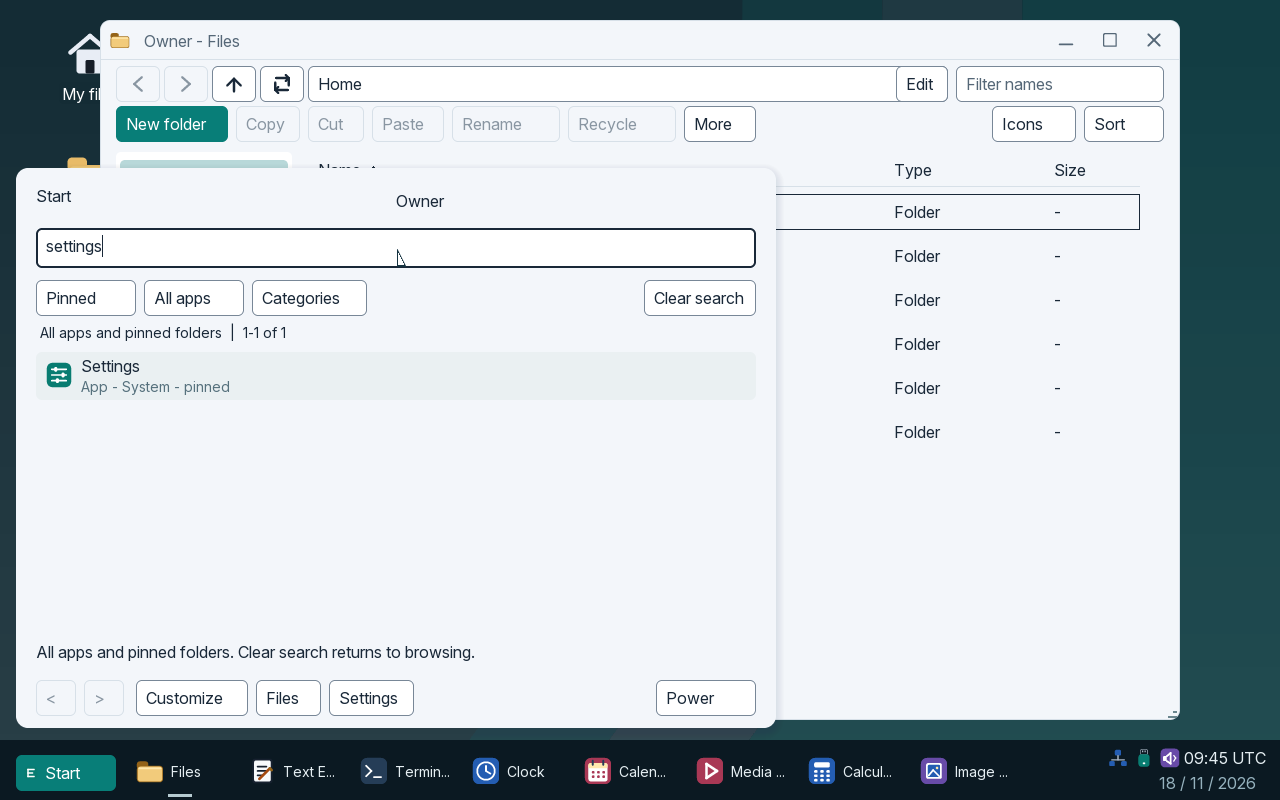 Owner - Files
Home
Edit
Filter names
New folder
Copy
Cut
Paste
Rename
Recycle
More
Icons
Sort
Type
Size
Start
Owner
settings
Pinned
All apps
Categories
Clear search
All apps and pinned folders | 1-1 of 1
Settings
App - System - pinned
Folder -
Folder -
Folder -
Folder -
Folder -
Folder -
All apps and pinned folders. Clear search returns to browsing.
<
>
Customize
Files
Settings
Power
Start
Files
Text E...
Termin...
Clock
Calen...
Media ...
Calcul...
Image ...
09:45 UTC
18 / 11 / 2026